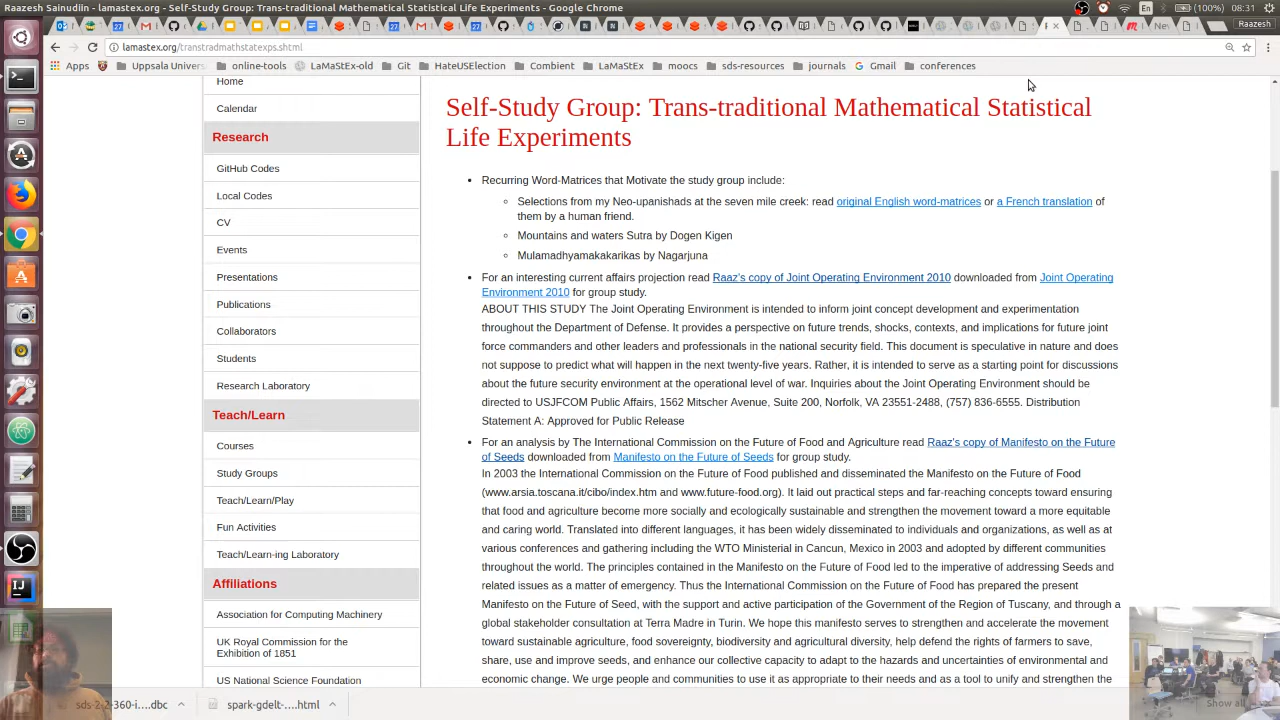 Raazesh Sainudiin: Trans-traditional Mathematical Statistical Life Experiments - Google Chrome
En
(100%) 08:31
Raazesh
lamastex.org/transtradmathstatexps.shtml
Apps
Uppsala Univers
online-tools
LaMaStEx-old
Git
HateUSElection
Combient
LaMaStEx
moocs
sds-resources
journals
Gmail
conferences
Home
Calendar
Research
GitHub Codes
Local Codes
CV
Events
Presentations
Publications
Collaborators
Students
Research Laboratory
Teach/Learn
Courses
Study Groups
Teach/Learn/Play
Fun Activities
Teach/Learn-ing Laboratory
Affiliations
Association for Computing Machinery
UK Royal Commission for the
Exhibition of 1851
US National Science Foundation
Self-Study Group: Trans-traditional Mathematical Statistical
Life Experiments
Recurring Word-Matrices that Motivate the study group include:
Selections from my Neo-upanishads at the seven mile creek: read original English word-matrices or a French translation of
them by a human friend.
Mountains and waters Sutra by Dogen Kigen
Mulamadhyamakakarikas by Nagarjuna
For an interesting current affairs projection read Raaz's copy of Joint Operating Environment 2010 downloaded from Joint Operating
Environment 2010 for group study.
ABOUT THIS STUDY The Joint Operating Environment is intended to inform joint concept development and experimentation
throughout the Department of Defense. It provides a perspective on future trends, shocks, contexts, and implications for future joint
force commanders and other leaders and professionals in the national security field. This document is speculative in nature and does
not suppose to predict what will happen in the next twenty-five years. Rather, it is intended to serve as a starting point for discussions
about the future security environment at the operational level of war. Inquiries about the Joint Operating Environment should be
directed to USJFCOM Public Affairs, 1562 Mitscher Avenue, Suite 200, Norfolk, VA 23551-2488, (757) 836-6555. Distribution
Statement A: Approved for Public Release
For an analysis by The International Commission on the Future of Food and Agriculture read Raaz's copy of Manifesto on the Future
of Seeds downloaded from Manifesto on the Future of Seeds for group study.
In 2003 the International Commission on the Future of Food published and disseminated the Manifesto on the Future of Food
(www.arsia.toscana.it/cibo/index.htm and www.future-food.org). It laid out practical steps and far-reaching concepts toward ensuring
that food and agriculture become more socially and ecologically sustainable and strengthen the movement toward a more equitable
and caring world. Translated into different languages, it has been widely disseminated to individuals and organizations, as well as at
various conferences and gathering including the WTO Ministerial in Cancun, Mexico in 2003 and adopted by different communities
throughout the world. The principles contained in the Manifesto on the Future of Food led to the imperative of addressing Seeds and
related issues as a matter of emergency. Thus the International Commission on the Future of Food has prepared the present
Manifesto on the Future of Seed, with the support and active participation of the Government of the Region of Tuscany, and through a
global stakeholder consultation at Terra Madre in Turin. We hope this manifesto serves to strengthen and accelerate the movement
toward sustainable agriculture, food sovereignty, biodiversity and agricultural diversity, help defend the rights of farmers to save,
share, use and improve seeds, and enhance our collective capacity to adapt to the hazards and uncertainties of environmental and
economic change. We urge people and communities to use it as appropriate to their needs and as a tool to unify and strengthen the
sds-2-2-360-i....dbc
spark-gdelt-....html
Show all